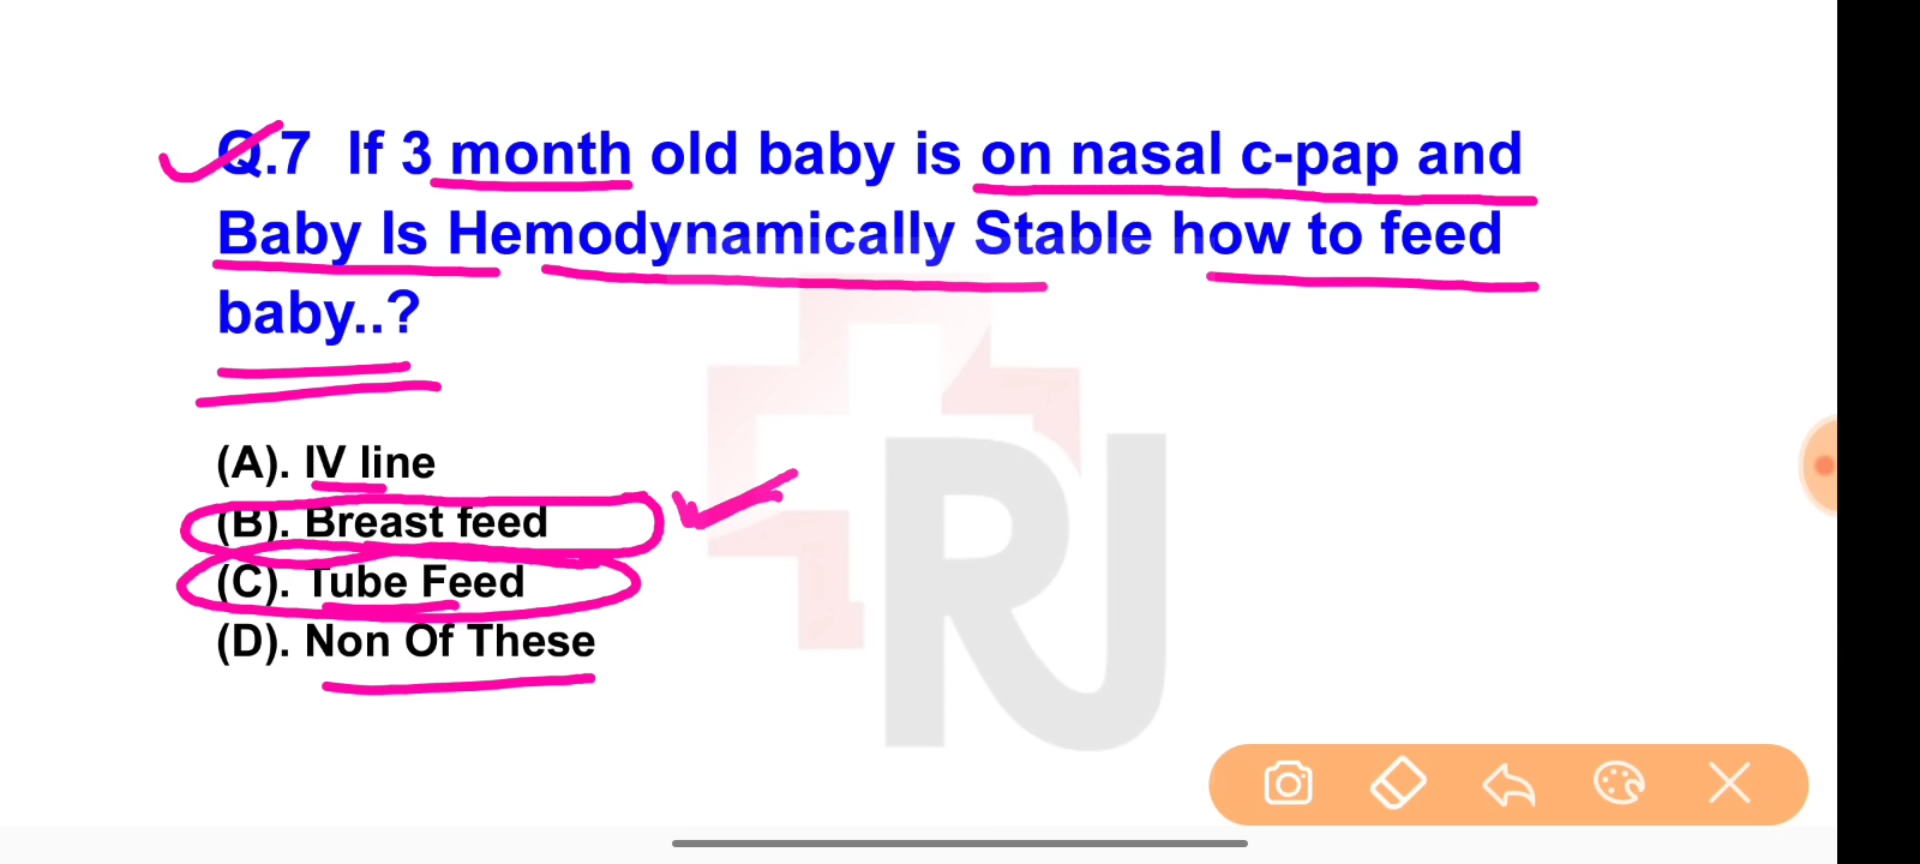 Q.7 If 3 month old baby is on nasal c-pap and
Baby Is Hemodynamically Stable how to feed
baby..?
(A). IV line
(B). Breast feed
(C). Tube Feed
(D). Non Of These
RJ